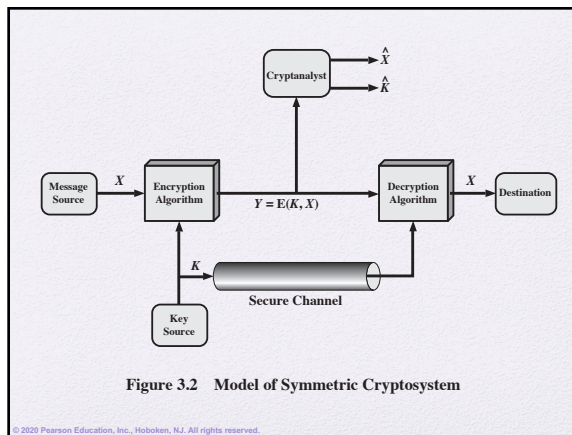 X̂
Cryptanalyst
K̂
Message
Source
X
Encryption
Algorithm
Y = E(K, X)
Decryption
Algorithm
X
Destination
K
Secure Channel
Key
Source
Figure 3.2 Model of Symmetric Cryptosystem
© 2020 Pearson Education, Inc., Hoboken, NJ. All rights reserved.